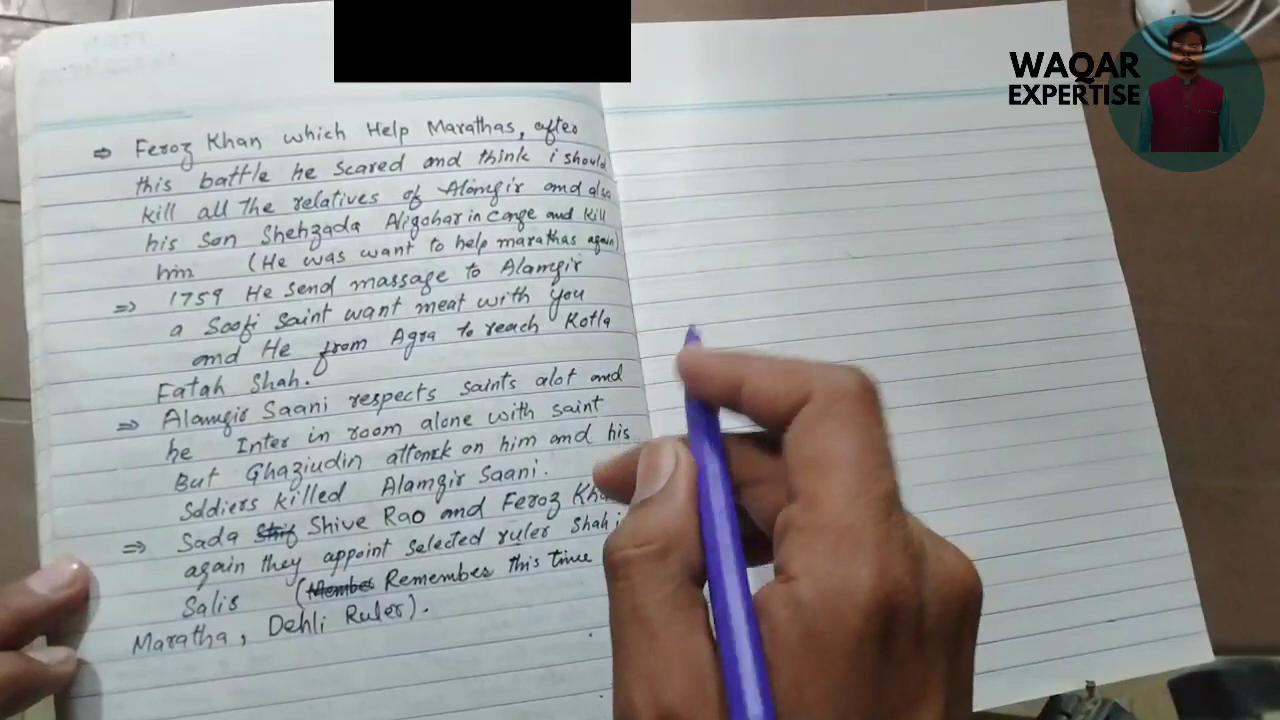 WAQAR
EXPERTISE
⇒ Feroz Khan which Help Marathas, after
this battle he scared and think i should
kill all the relatives of Alamgir and also
his Son Shehzada Aligohar in cage and kill
him (He was want to help marathas again)
⇒ 1759 He send massage to Alamgir
a Soofi Saint want meat with you
and He from Agra to reach Kotla
Fatah Shah.
⇒ Alamgir Saani respects saints alot and
he Inter in room alone with saint
But Ghaziudin attack on him and his
Soldiers killed Alamgir Saani.
⇒ Sada Shive Rao and Feroz Kha
again they appoint selected ruler Shah
Salis (Remember this time
Maratha, Dehli Ruler).